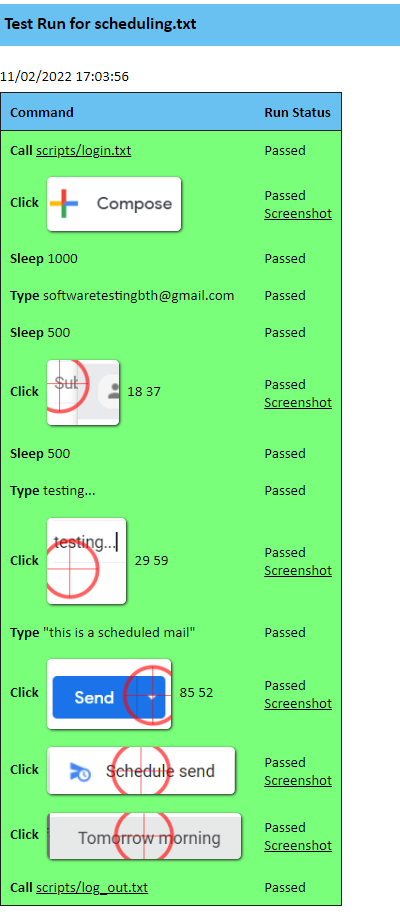 Test Run for scheduling.txt
11/02/2022 17:03:56
Command Run Status
Call scripts/login.txt Passed
Click Compose Passed
Screenshot
Sleep 1000 Passed
Type softwaretestingbth@gmail.com Passed
Sleep 500 Passed
Click Sub 18 37 Passed
Screenshot
Sleep 500 Passed
Type testing... Passed
Click testing... 29 59 Passed
Screenshot
Type "this is a scheduled mail" Passed
Click Send 85 52 Passed
Screenshot
Click Schedule send Passed
Screenshot
Click Tomorrow morning Passed
Screenshot
Call scripts/log_out.txt Passed